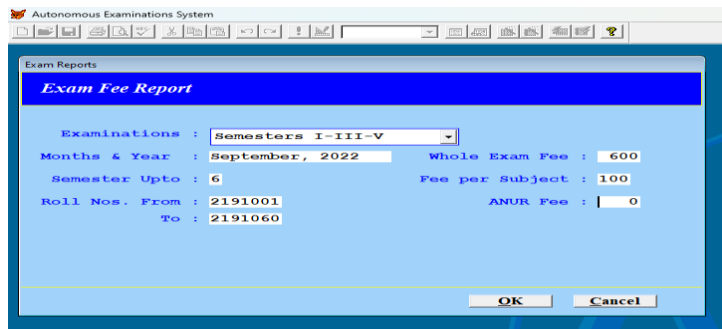 Autonomous Examinations System
Exam Reports
Exam Fee Report
Examinations : Semesters I-III-V
Months & Year : September, 2022 Whole Exam Fee : 600
Semester Upto : 6 Fee per Subject : 100
Roll Nos. From : 2191001 ANUR Fee : 0
To : 2191060
OK Cancel